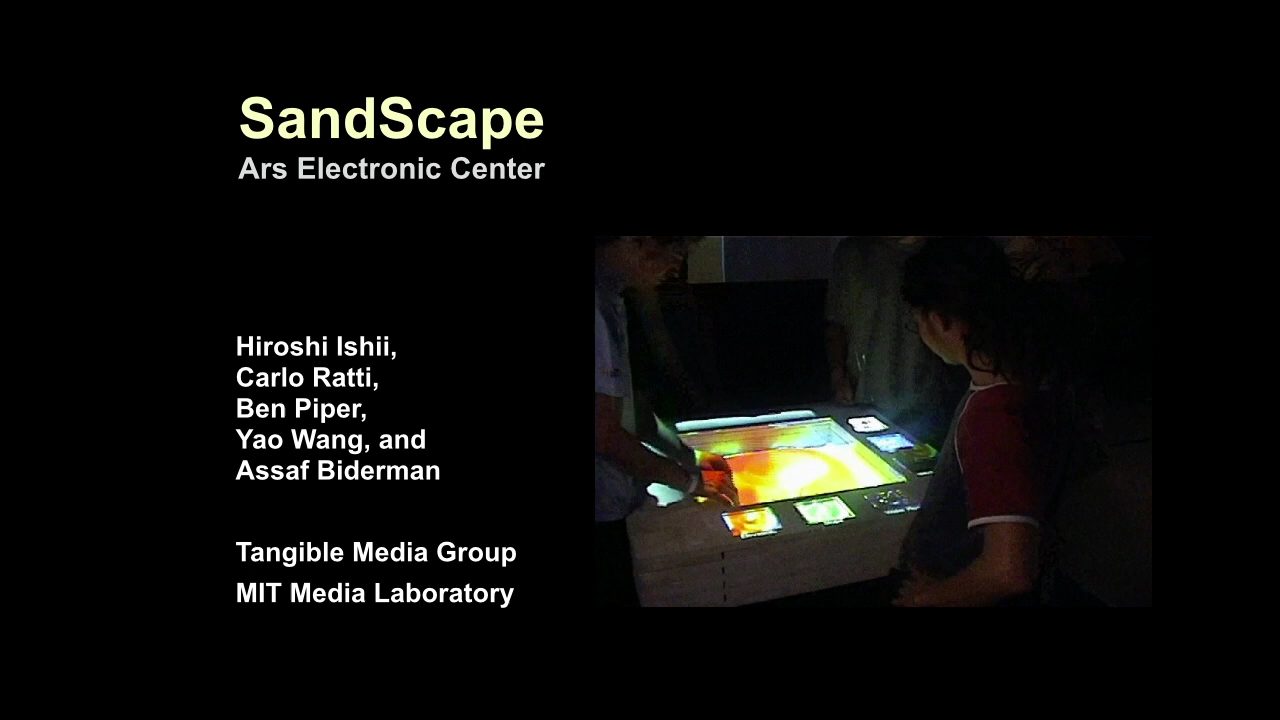 SandScape
Ars Electronic Center
Hiroshi Ishii,
Carlo Ratti,
Ben Piper,
Yao Wang, and
Assaf Biderman
Tangible Media Group
MIT Media Laboratory